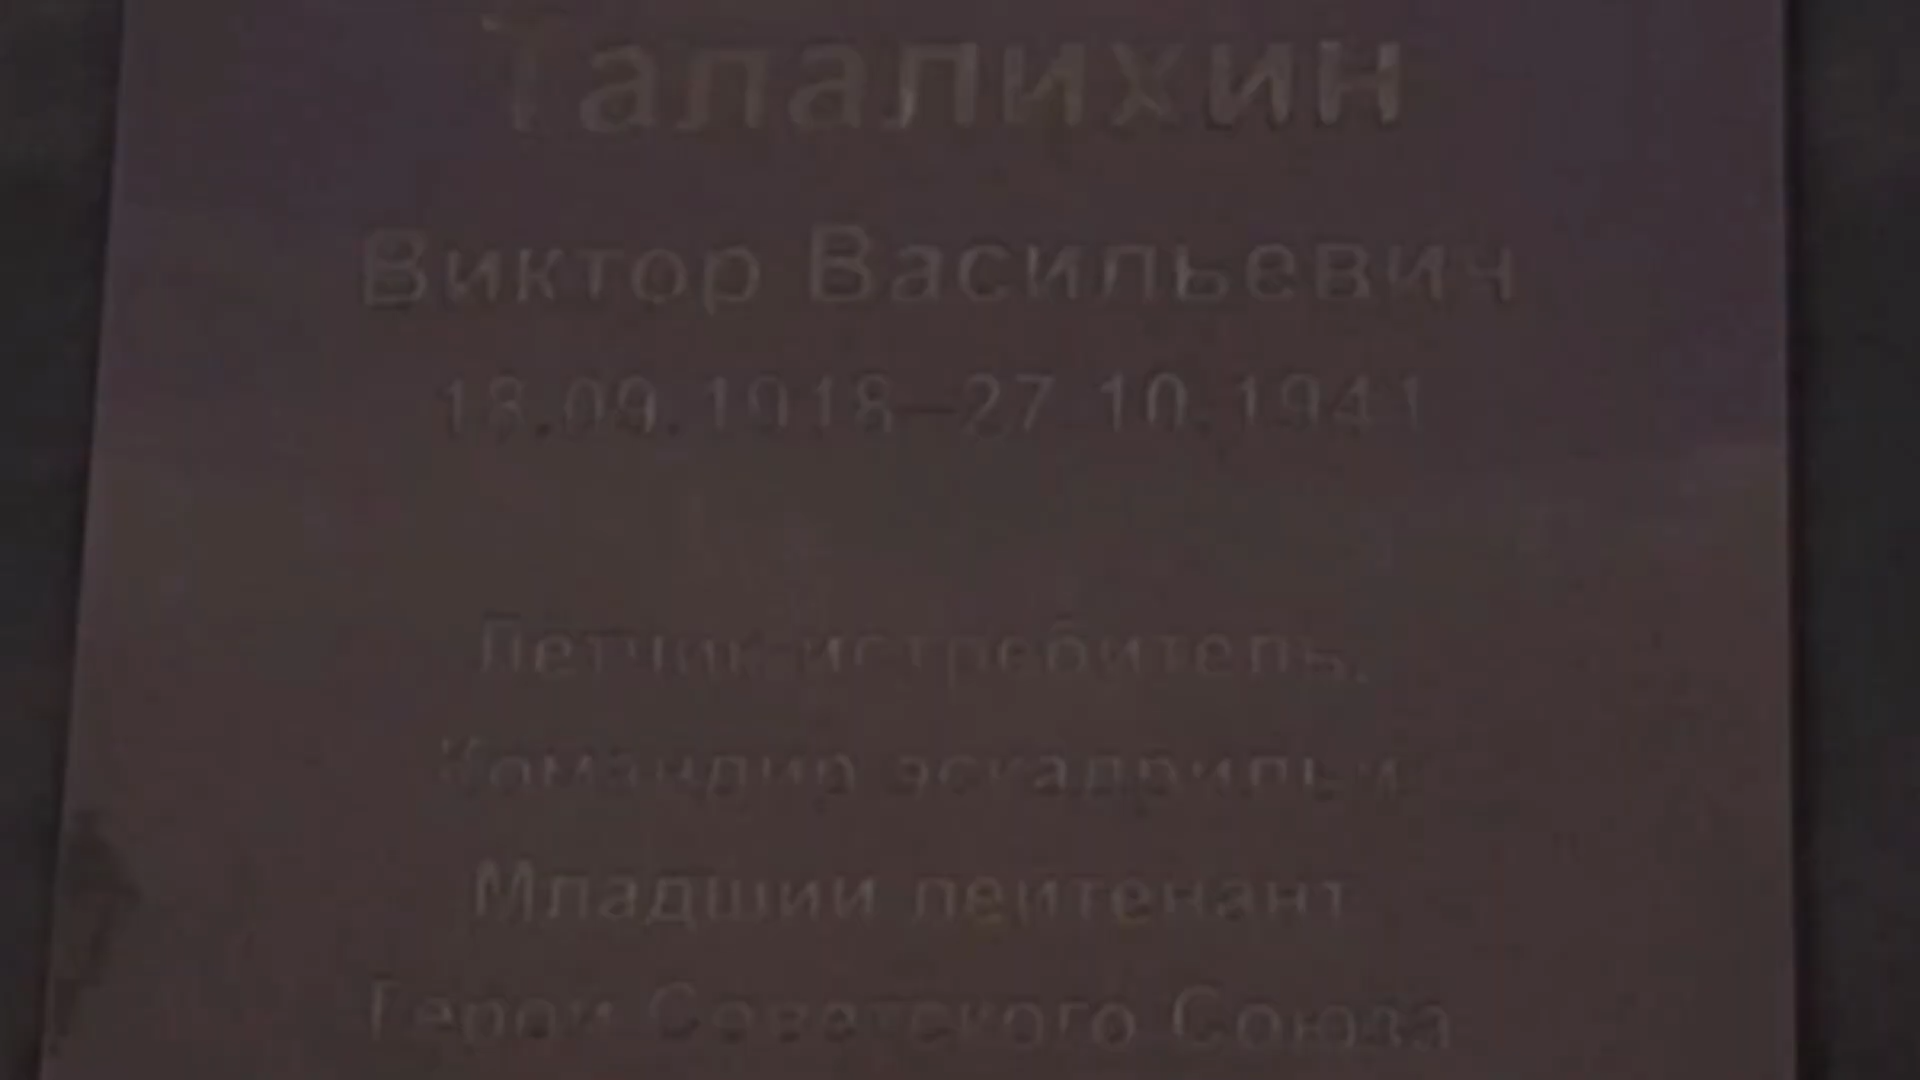 Талалихин
Виктор Васильевич
18.09.1918–27.10.1941
Летчик-истребитель.
Командир эскадрильи
Младший лейтенант
Герой Советского Союза